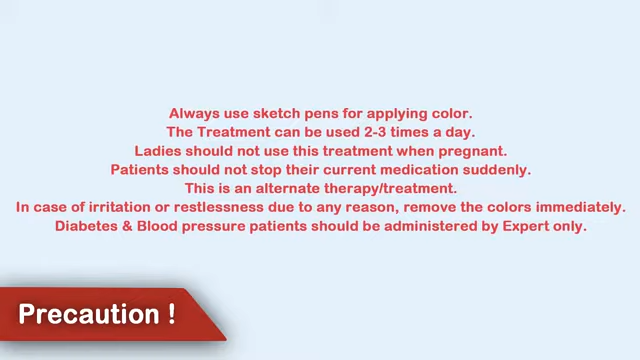 Always use sketch pens for applying color.
The Treatment can be used 2-3 times a day.
Ladies should not use this treatment when pregnant.
Patients should not stop their current medication suddenly.
This is an alternate therapy/treatment.
In case of irritation or restlessness due to any reason, remove the colors immediately.
Diabetes & Blood pressure patients should be administered by Expert only.
Precaution !